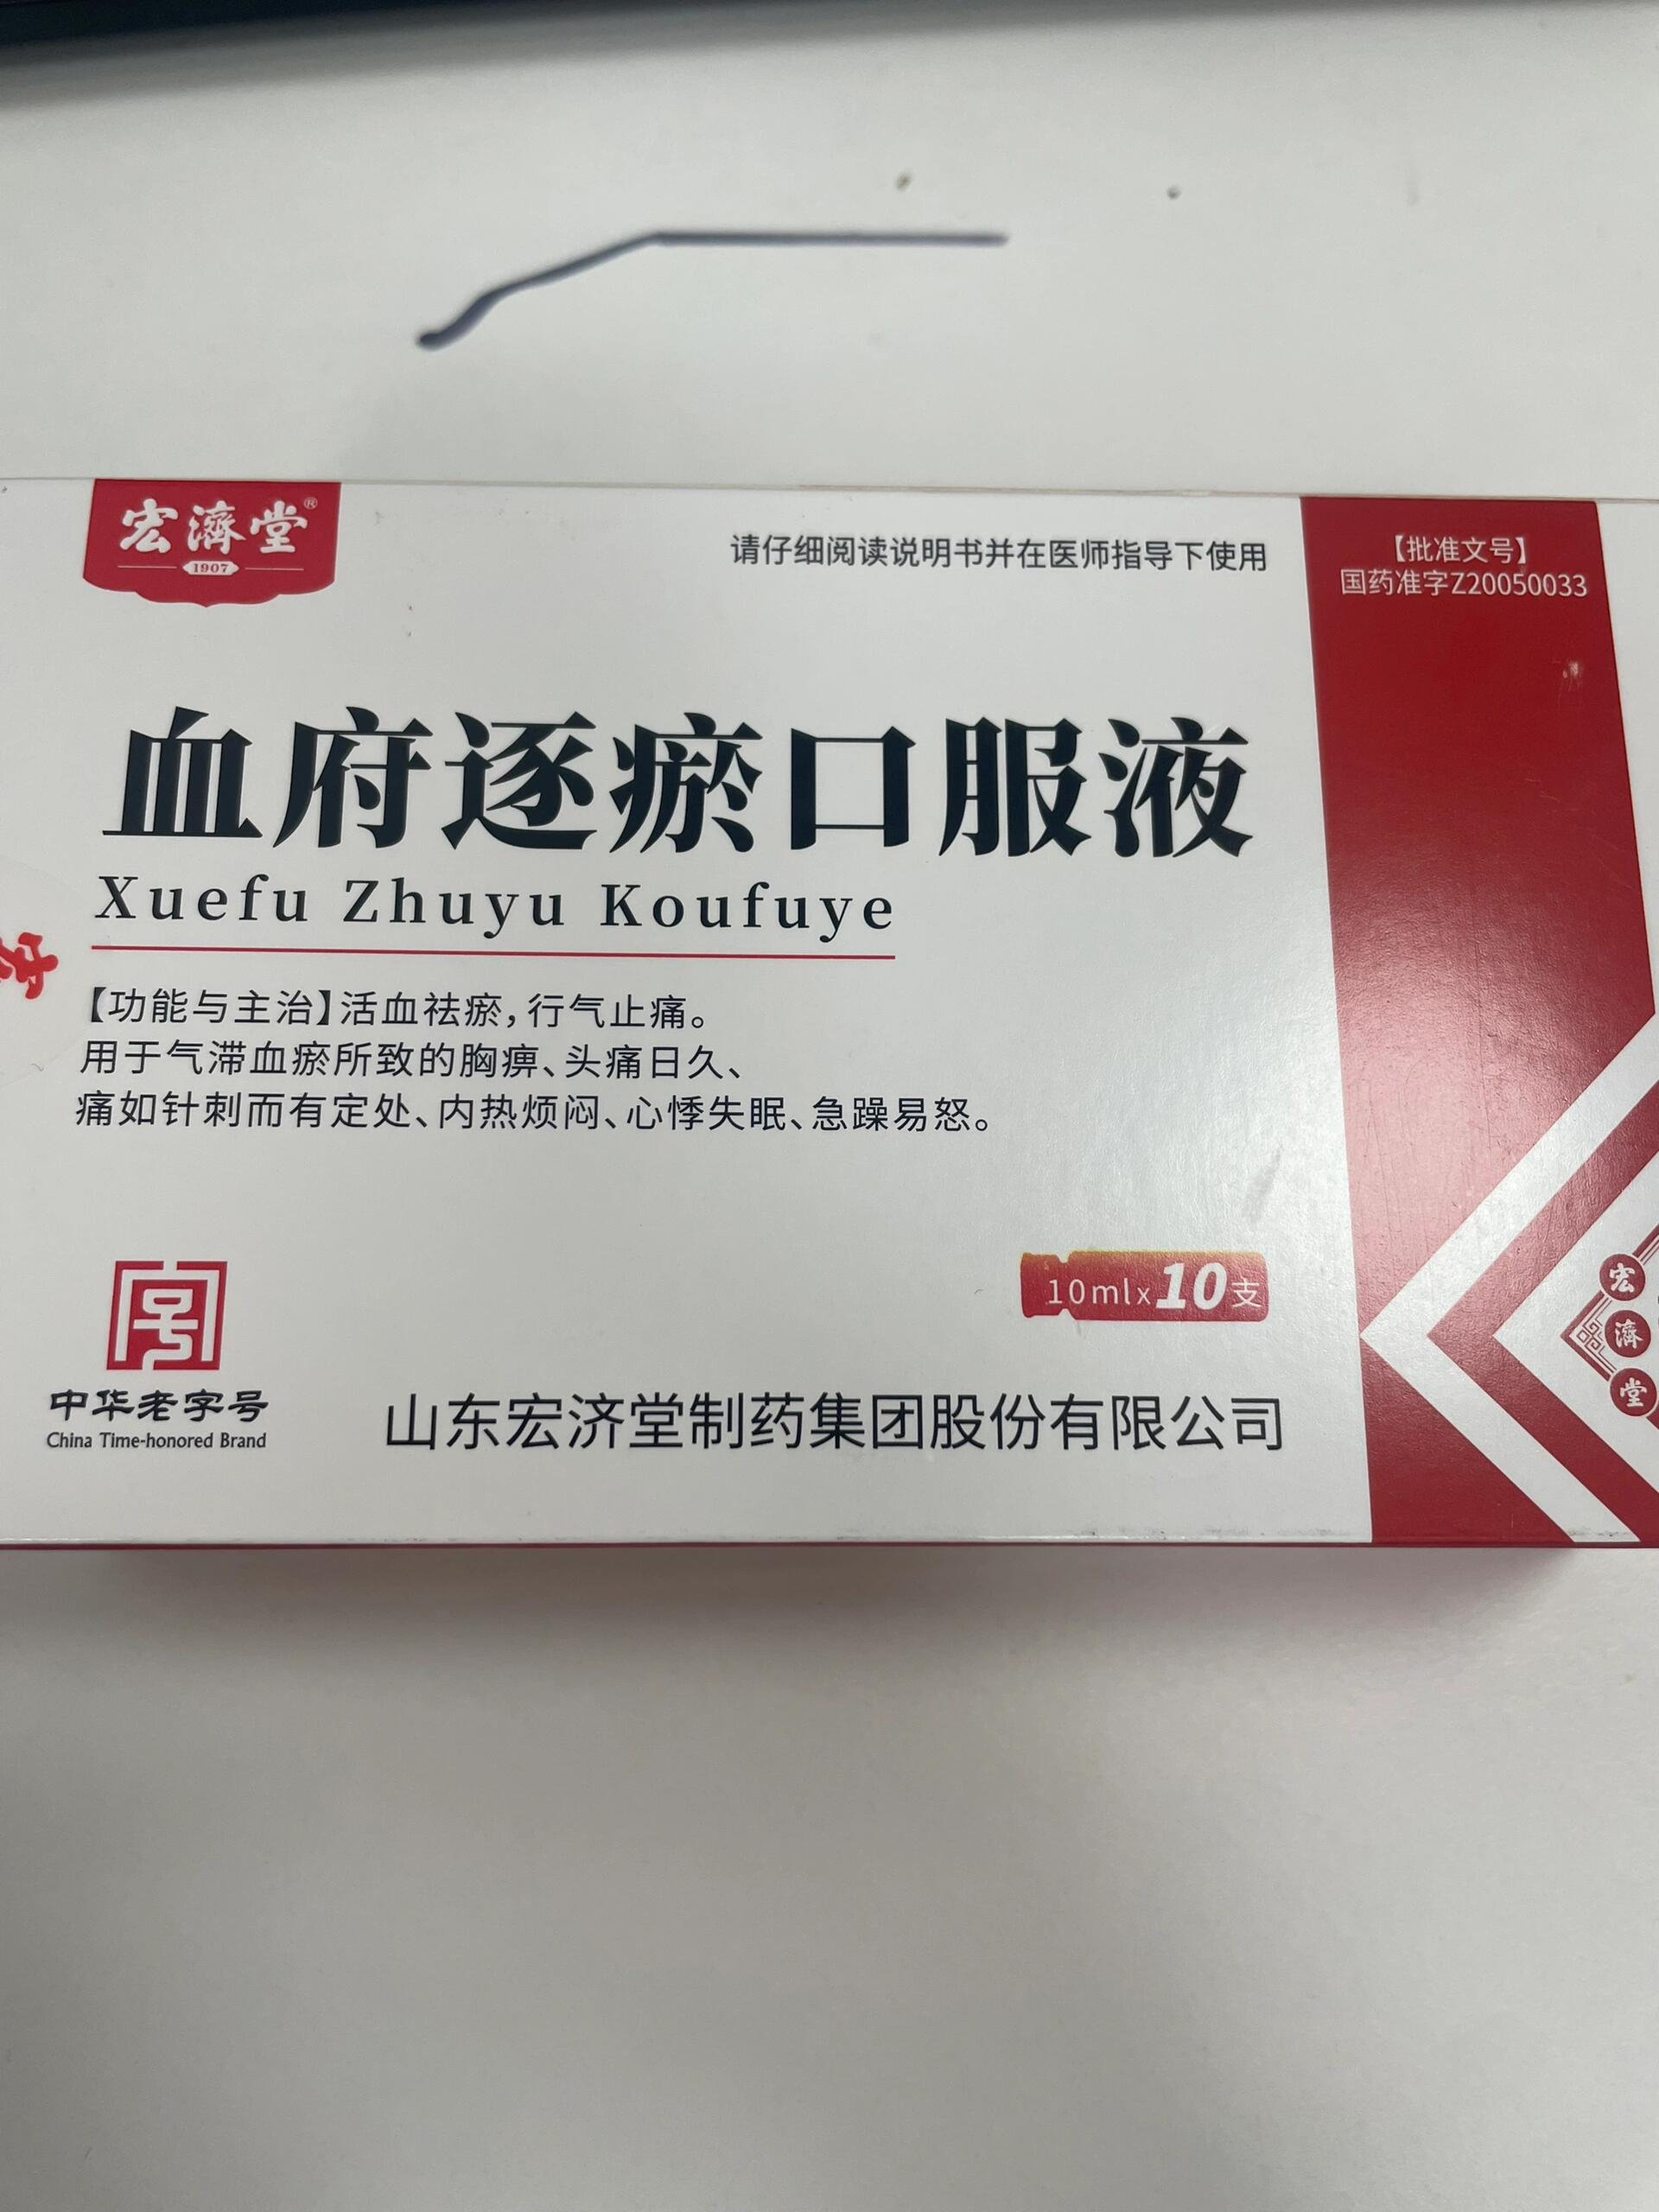 宏濟堂®
1907
请仔细阅读说明书并在医师指导下使用
【批准文号】
国药准字Z20050033
血府逐瘀口服液
Xuefu Zhuyu Koufuye
【功能与主治】活血祛瘀,行气止痛。
用于气滞血瘀所致的胸痹、头痛日久、
痛如针刺而有定处、内热烦闷、心悸失眠、急躁易怒。
10ml×10支
号
中华老字号
China Time-honored Brand
山东宏济堂制药集团股份有限公司
宏
濟
堂